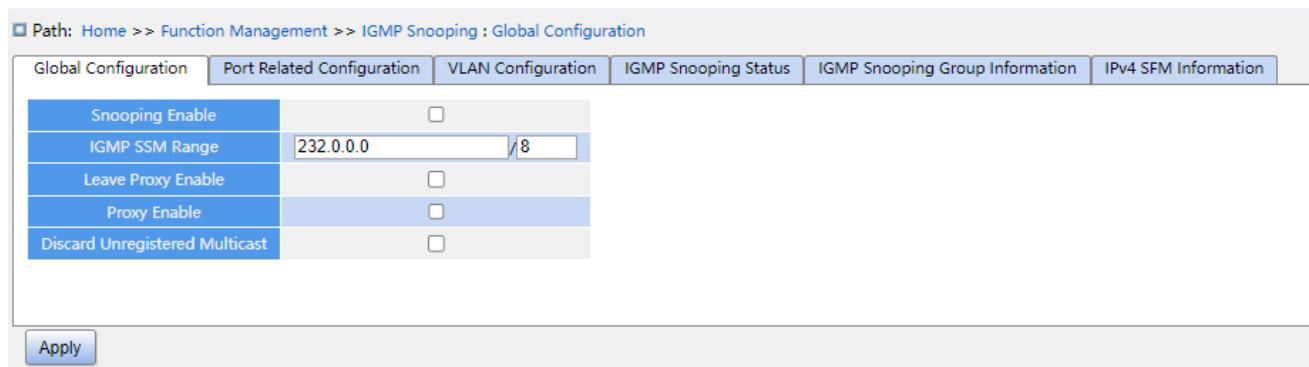 Path: Home >> Function Management >> IGMP Snooping : Global Configuration
Global Configuration Port Related Configuration VLAN Configuration IGMP Snooping Status IGMP Snooping Group Information IPv4 SFM Information
Snooping Enable
IGMP SSM Range 232.0.0.0 / 8
Leave Proxy Enable
Proxy Enable
Discard Unregistered Multicast
Apply